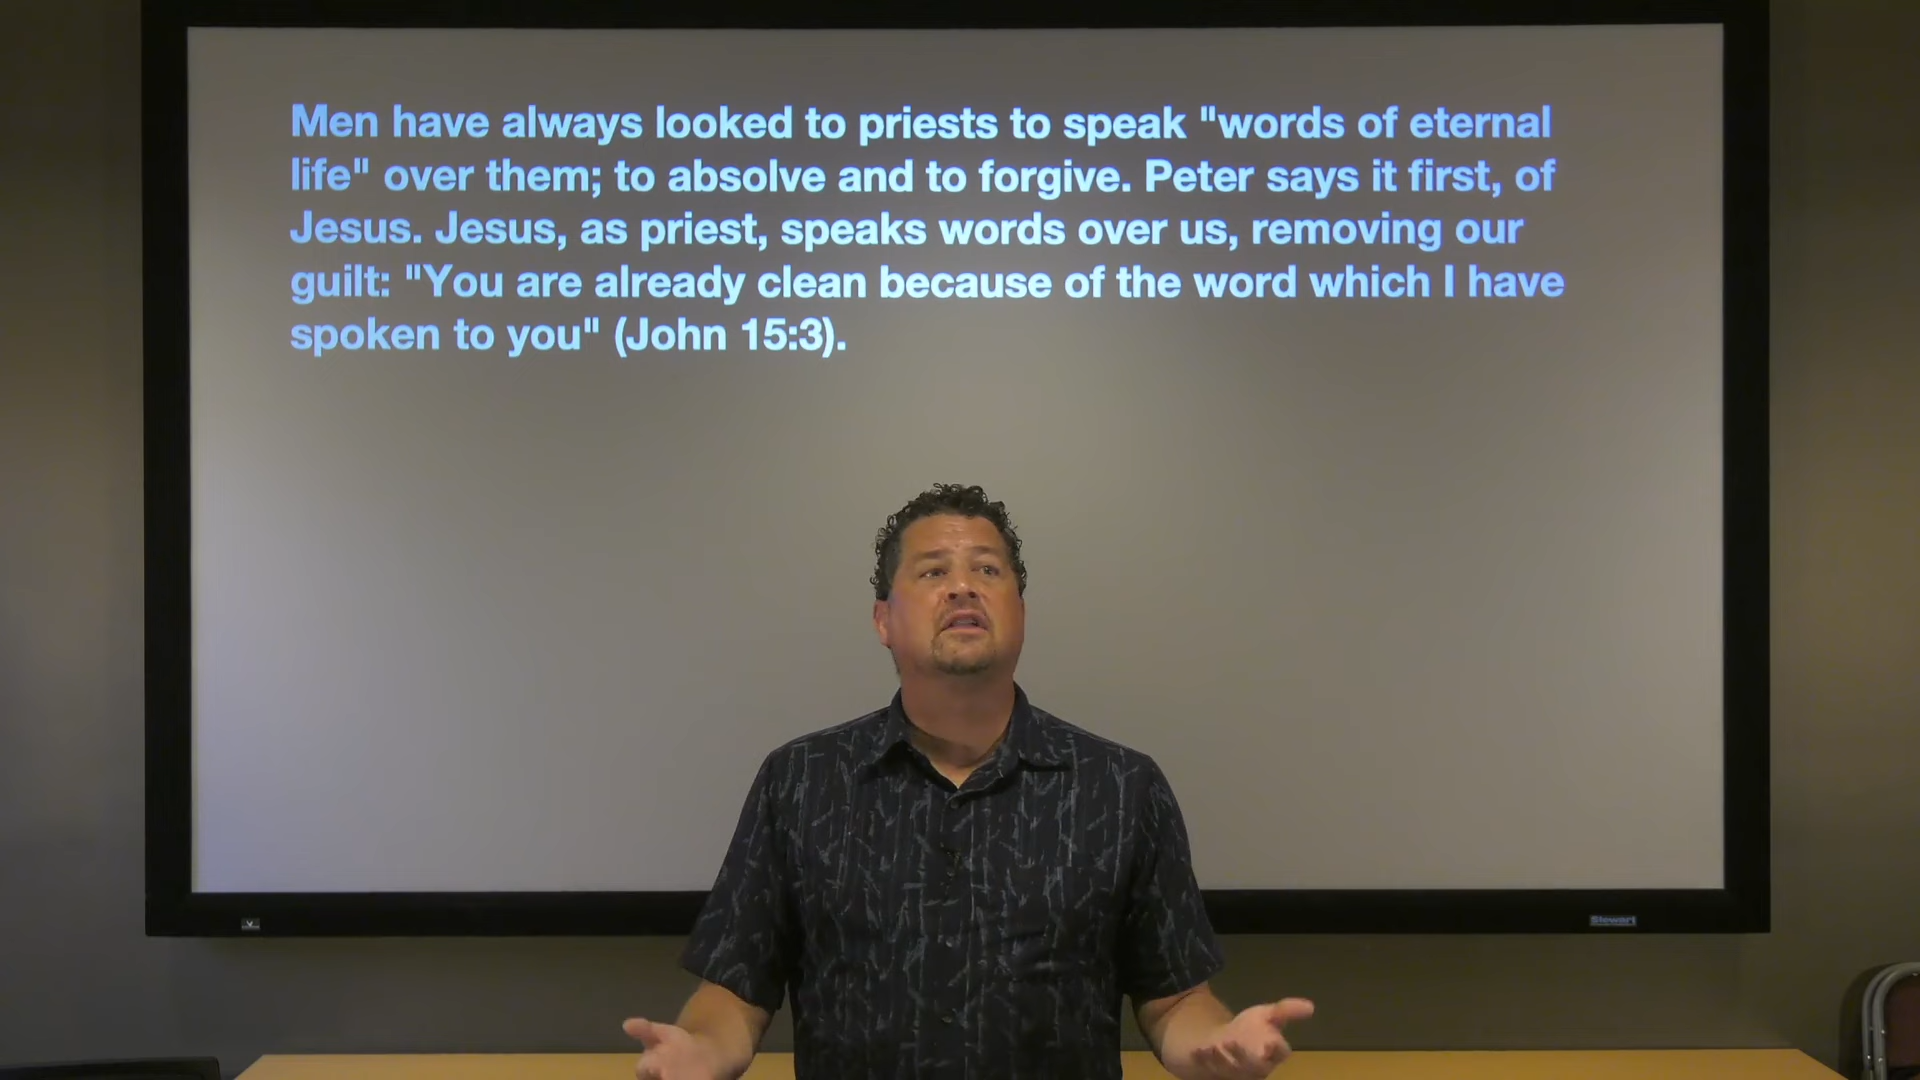 Men have always looked to priests to speak "words of eternal
life" over them; to absolve and to forgive. Peter says it first, of
Jesus. Jesus, as priest, speaks words over us, removing our
guilt: "You are already clean because of the word which I have
spoken to you" (John 15:3).
Stewart